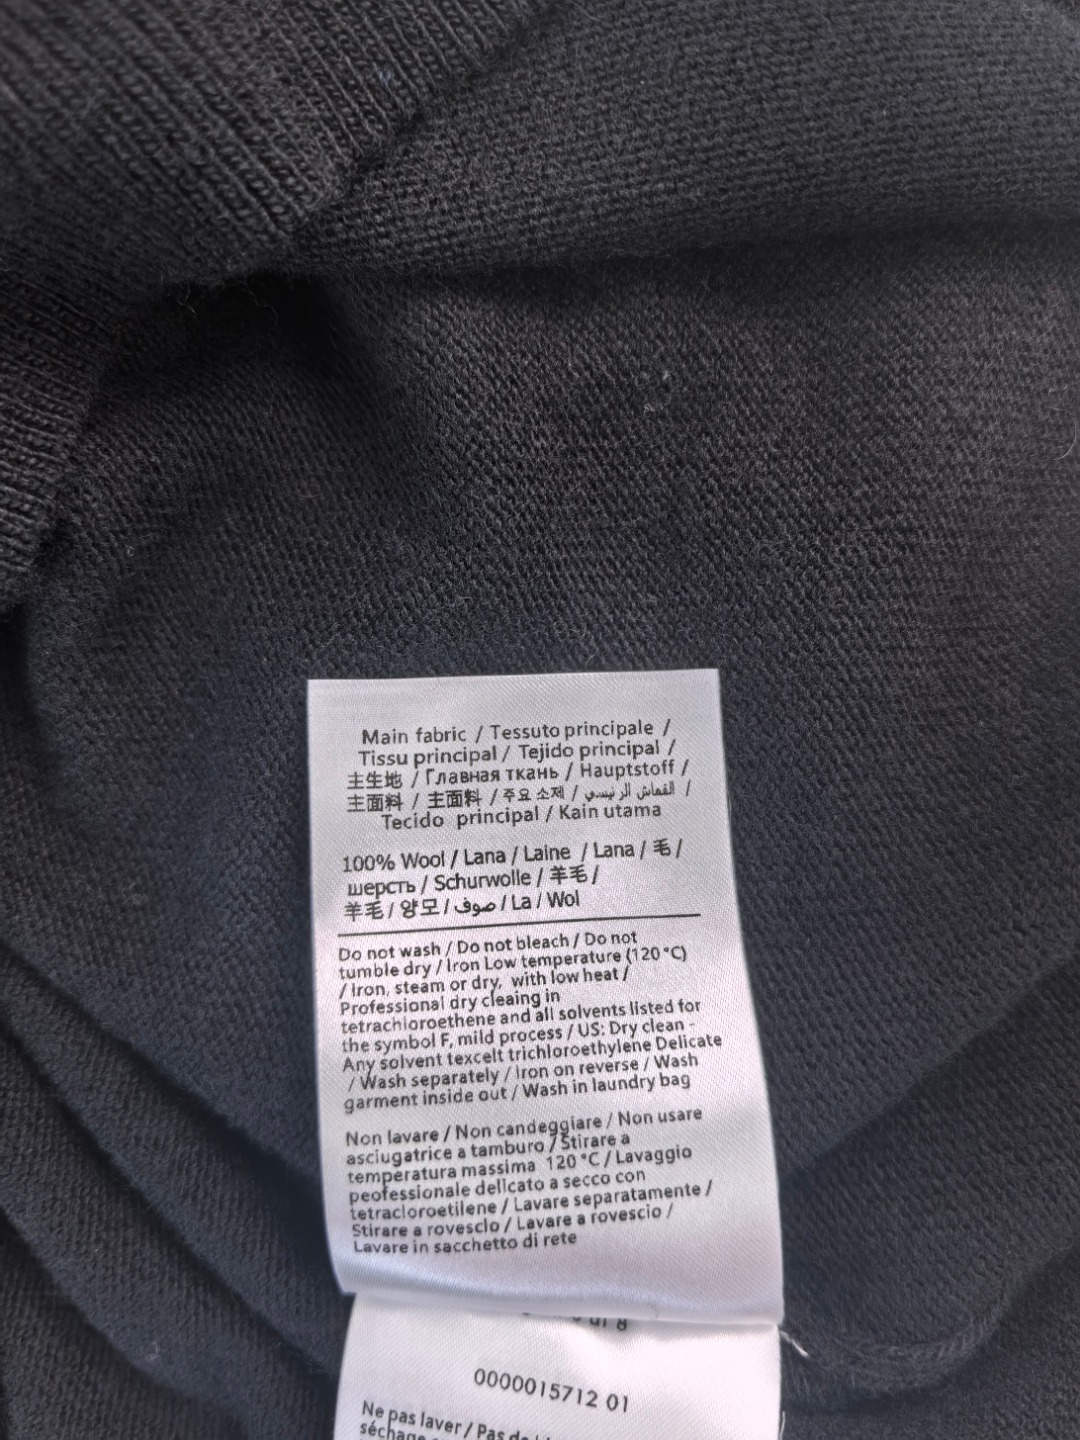 Main fabric / Tessuto principale /
Tissu principal / Tejido principal /
主生地 / Главная ткань / Hauptstoff /
主面料 / 主面料 / 주요 소제 / القماش الرئيسي /
Tecido principal / Kain utama
100% Wool / Lana / Laine / Lana / 毛 /
шерсть / Schurwolle / 羊毛 /
羊毛 / 양모 / صوف / La / Wol
Do not wash / Do not bleach / Do not
tumble dry / Iron Low temperature (120 °C)
/ Iron, steam or dry, with low heat /
Professional dry cleaing in
tetrachloroethene and all solvents listed for
the symbol F, mild process / US: Dry clean -
Any solvent texcelt trichloroethylene Delicate
/ Wash separately / Iron on reverse / Wash
garment inside out / Wash in laundry bag
Non lavare / Non candeggiare / Non usare
asciugatrice a tamburo / Stirare a
temperatura massima 120 °C / Lavaggio
peofessionale delicato a secco con
tetracloroetilene / Lavare separatamente /
Stirare a rovesclo / Lavare a rovescio /
Lavare in sacchetto di rete
0000015712 01
Ne pas laver / Pas de
séchage